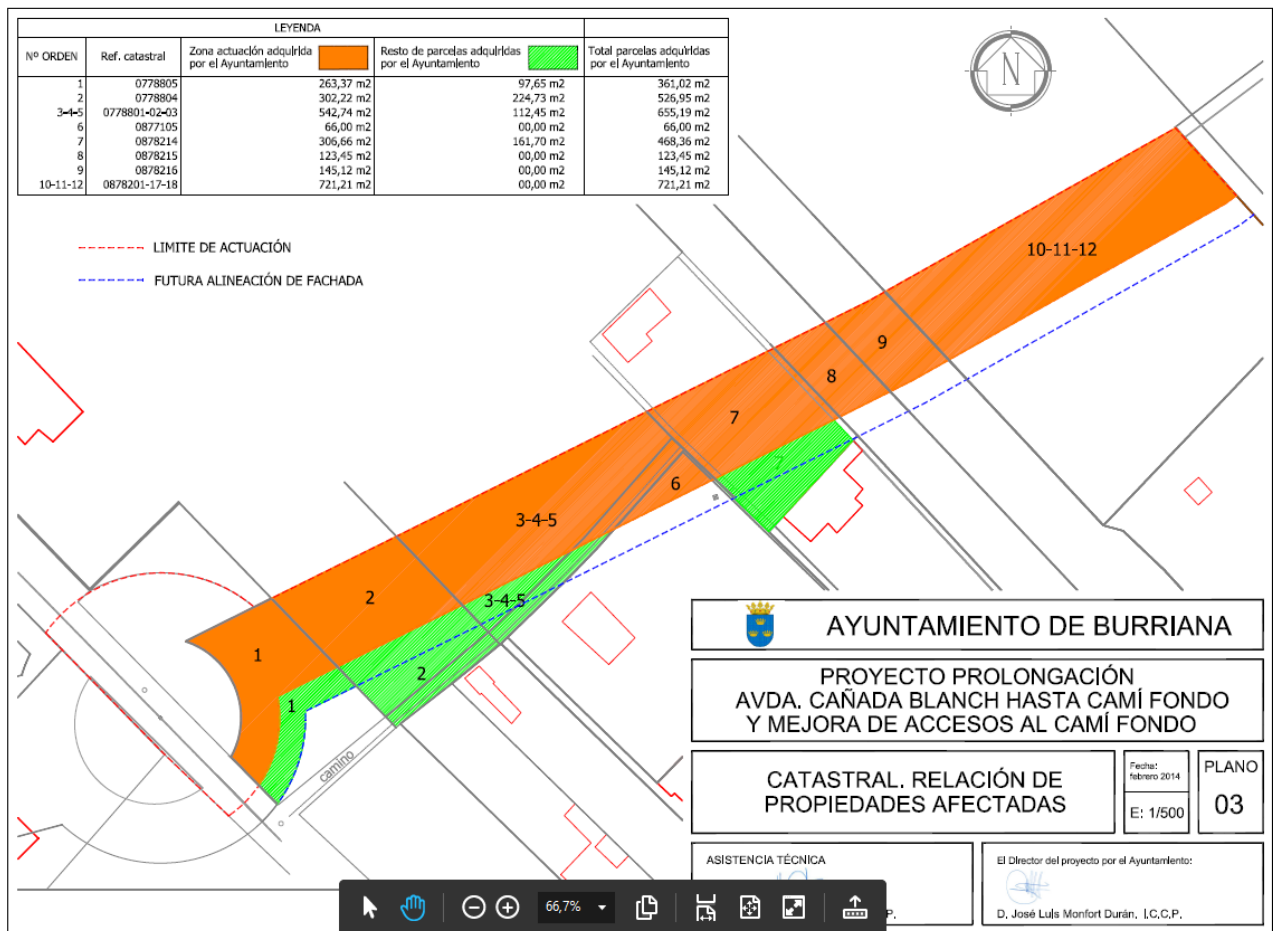 LEYENDA
Nº ORDEN Ref. catastral Zona actuación adquirida por el Ayuntamiento Resto de parcelas adquiridas por el Ayuntamiento Total parcelas adquiridas por el Ayuntamiento
1 0778805 263,37 m2 97,65 m2 361,02 m2
2 0778804 302,22 m2 224,73 m2 526,95 m2
3-4-5 0778801-02-03 542,74 m2 112,45 m2 655,19 m2
6 0877105 66,00 m2 00,00 m2 66,00 m2
7 0878214 306,66 m2 161,70 m2 468,36 m2
8 0878215 123,45 m2 00,00 m2 123,45 m2
9 0878216 145,12 m2 00,00 m2 145,12 m2
10-11-12 0878201-17-18 721,21 m2 00,00 m2 721,21 m2
N
LIMITE DE ACTUACIÓN
FUTURA ALINEACIÓN DE FACHADA
10-11-12
9
8
7
7
6
3-4-5
3-4-5
2
2
1
1
camino
AYUNTAMIENTO DE BURRIANA
PROYECTO PROLONGACIÓN
AVDA. CAÑADA BLANCH HASTA CAMÍ FONDO
Y MEJORA DE ACCESOS AL CAMÍ FONDO
CATASTRAL. RELACIÓN DE
PROPIEDADES AFECTADAS
Fecha:
febrero 2014
E: 1/500
PLANO
03
ASISTENCIA TÉCNICA
P.
El Director del proyecto por el Ayuntamiento:
D. José Luis Monfort Durán, I.C.C.P.
66,7%